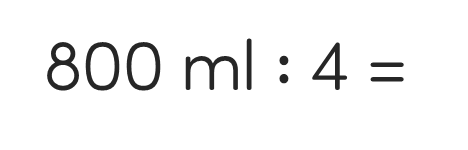 800 ml : 4 =